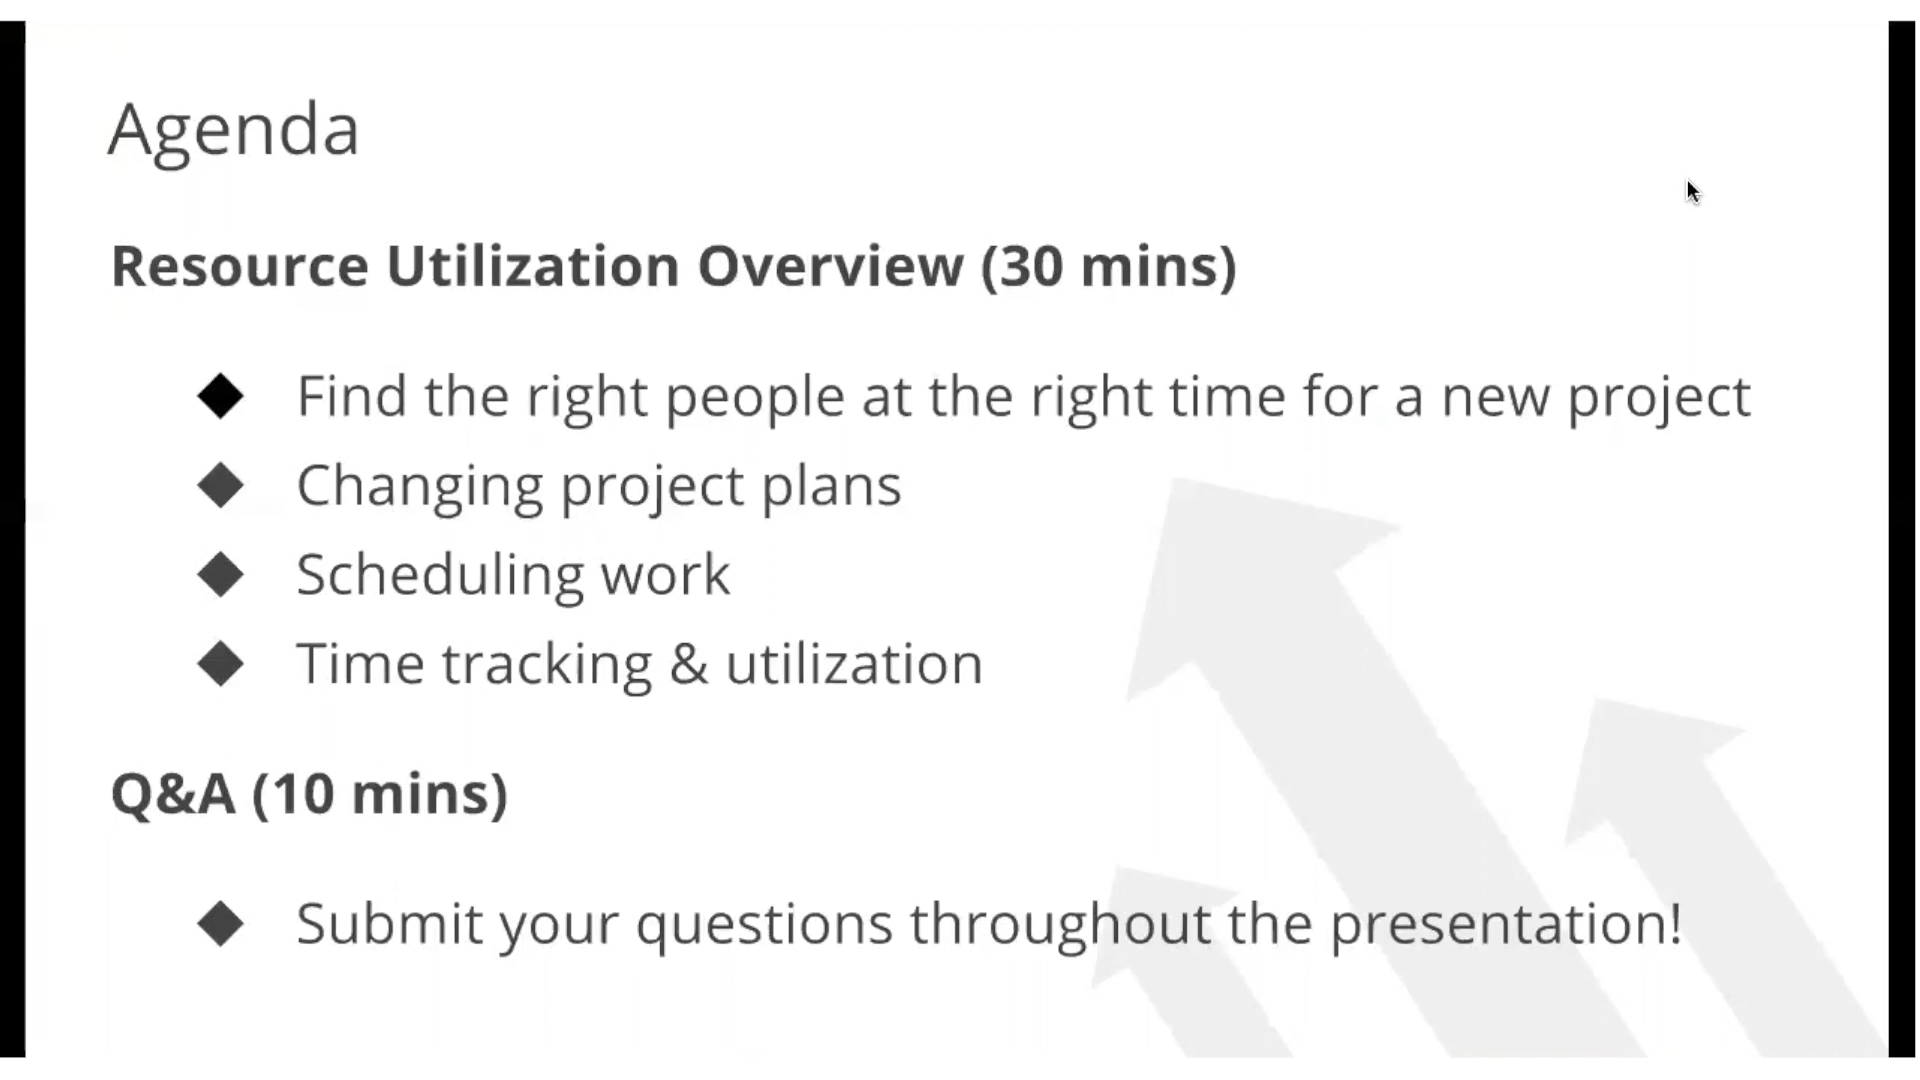 Agenda
Resource Utilization Overview (30 mins)
Find the right people at the right time for a new project
Changing project plans
Scheduling work
Time tracking & utilization
Q&A (10 mins)
Submit your questions throughout the presentation!